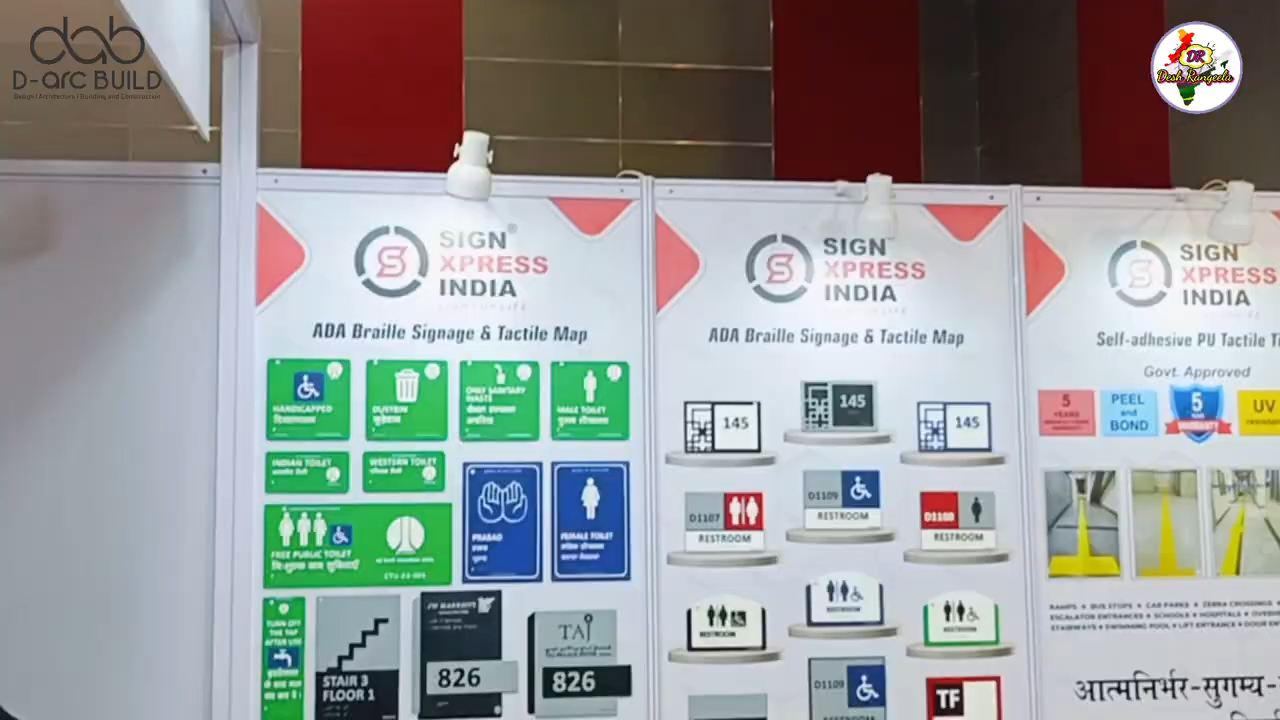 dab
D-arc BUILD
Design | Architecture | Building and Construction
DR
Desh Rangeela
SIGN
XPRESS
INDIA
ADA Braille Signage & Tactile Map
HANDICAPPED
DUSTBIN
ONLY SANITARY
WASTE
MALE TOILET
INDIAN TOILET
WESTERN TOILET
FREE PUBLIC TOILET
PRASAD
FEMALE TOILET
TURN OFF
THE TAP
AFTER USE
STAIR 3
FLOOR 1
JW MARRIOTT
826
TAJ
826
SIGN
XPRESS
INDIA
ADA Braille Signage & Tactile Map
145
145
145
D1107
RESTROOM
D1109
RESTROOM
D1108
RESTROOM
RESTROOM
RESTROOM
RESTROOM
D1109
RESTROOM
TF
SIGN
XPRESS
INDIA
Self-adhesive PU Tactile
Govt. Approved
5
YEARS
PEEL
and
BOND
5
YEAR
WARRANTY
UV
RAMPS • BUS STOPS • CAR PARKS • ZEBRA CROSSINGS
ESCALATOR ENTRANCES • SCHOOLS • HOSPITALS •
STAIRWAYS • SWIMMING POOL • LIFT ENTRANCE •
आत्मनिर्भर-सुगम्य-